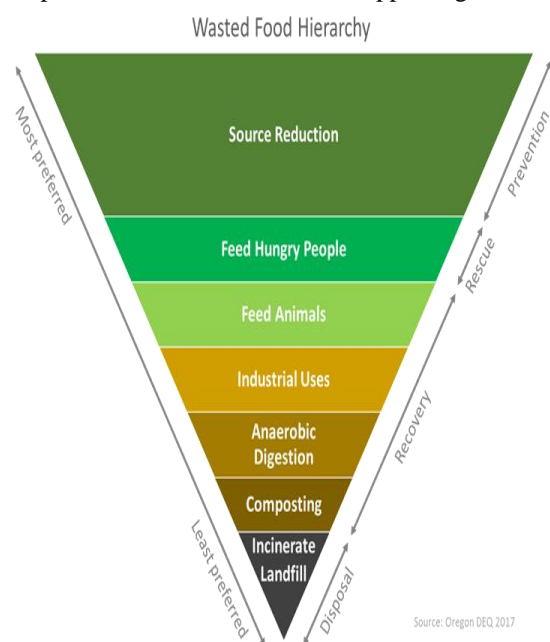 Wasted Food Hierarchy
Most preferred
Source Reduction
Prevention
Feed Hungry People
Rescue
Feed Animals
Industrial Uses
Anaerobic
Digestion
Recovery
Composting
Least preferred
Incinerate
Landfill
Disposal
Source: Oregon DEQ 2017